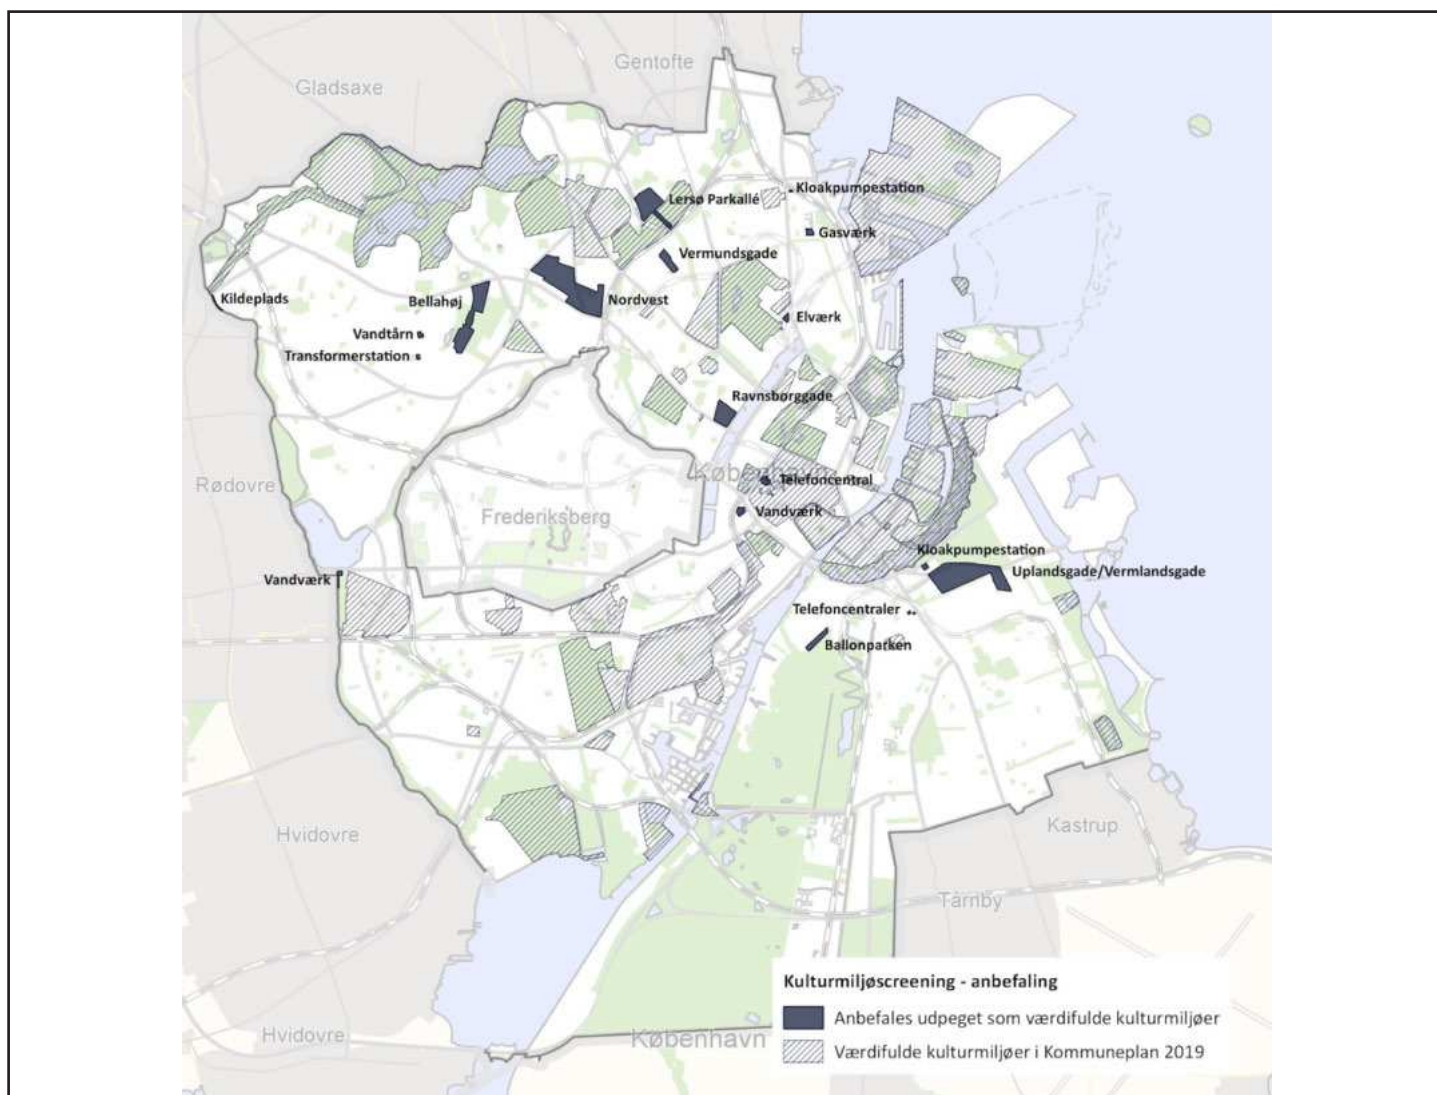 Gentofte
Gladsaxe
Kloakpumpestation
Lersø Parkallé
Gasværk
Vermundsgade
Kildeplads
Bellahøj
Nordvest
Elværk
Vandtårn
Transformerstation
Ravnsborggade
København
Telefoncentral
Rødovre
Vandværk
Frederiksberg
Kloakpumpestation
Vandværk
Uplandsgade/Vermlandsgade
Telefoncentraler
Ballonparken
Kastrup
Hvidovre
Tårnby
Kulturmiljøscreening - anbefaling
Anbefales udpeget som værdifulde kulturmiljøer
Hvidovre
København
Værdifulde kulturmiljøer i Kommuneplan 2019